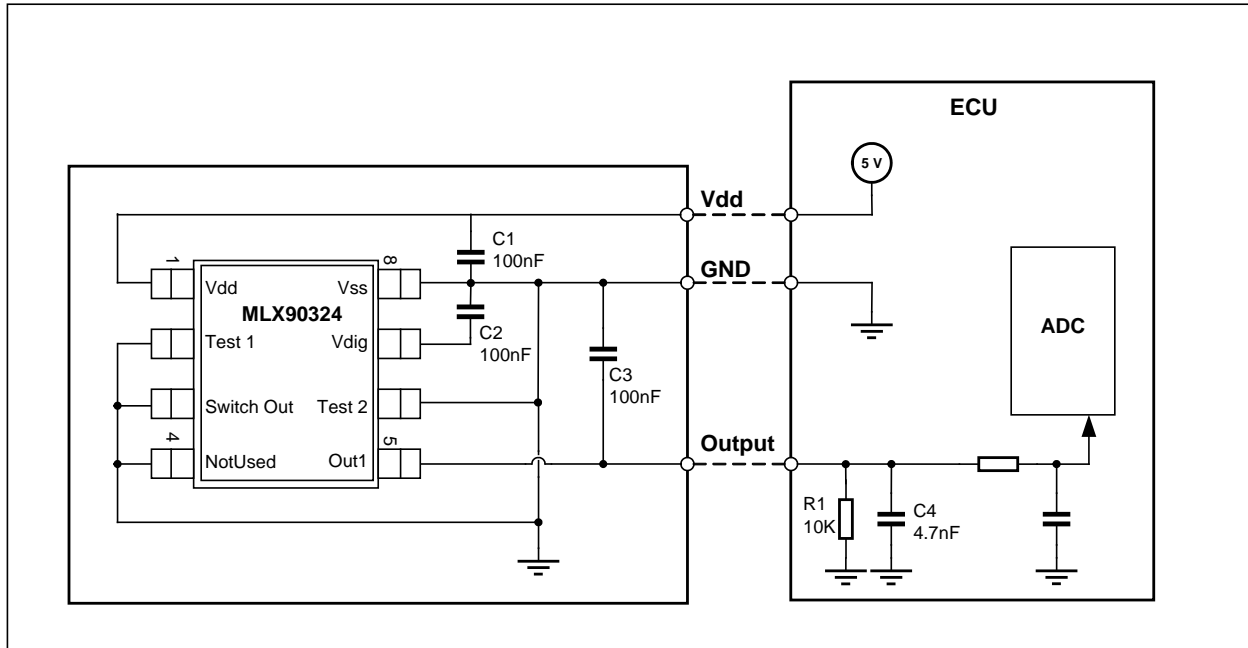 ECU
5 V
Vdd
C1
100nF
GND
1
8
Vdd
Vss
MLX90324
C2
100nF
Test 1
Vdig
ADC
C3
100nF
Switch Out
Test 2
4
5
Output
NotUsed
Out1
R1
10K
C4
4.7nF